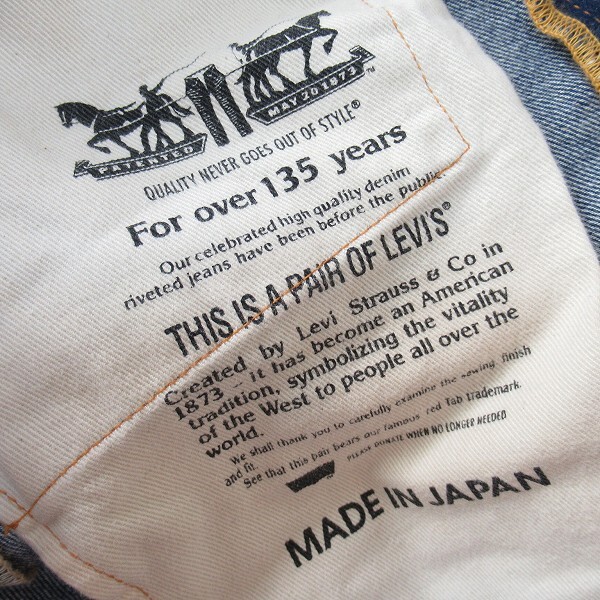 PATENTED
MAY 20 1873
TM
QUALITY NEVER GOES OUT OF STYLE®
For over 135 years
Our celebrated high quality denim
riveted jeans have been before the public.
THIS IS A PAIR OF LEVI'S®
Created by Levi Strauss & Co in
1873 - it has become an American
tradition, symbolizing the vitality
of the West to people all over the
world.
We shall thank you to carefully examine the sewing, finish
and fit.
See that this pair bears our famous red Tab trademark.
PLEASE DONATE WHEN NO LONGER NEEDED
MADE IN JAPAN